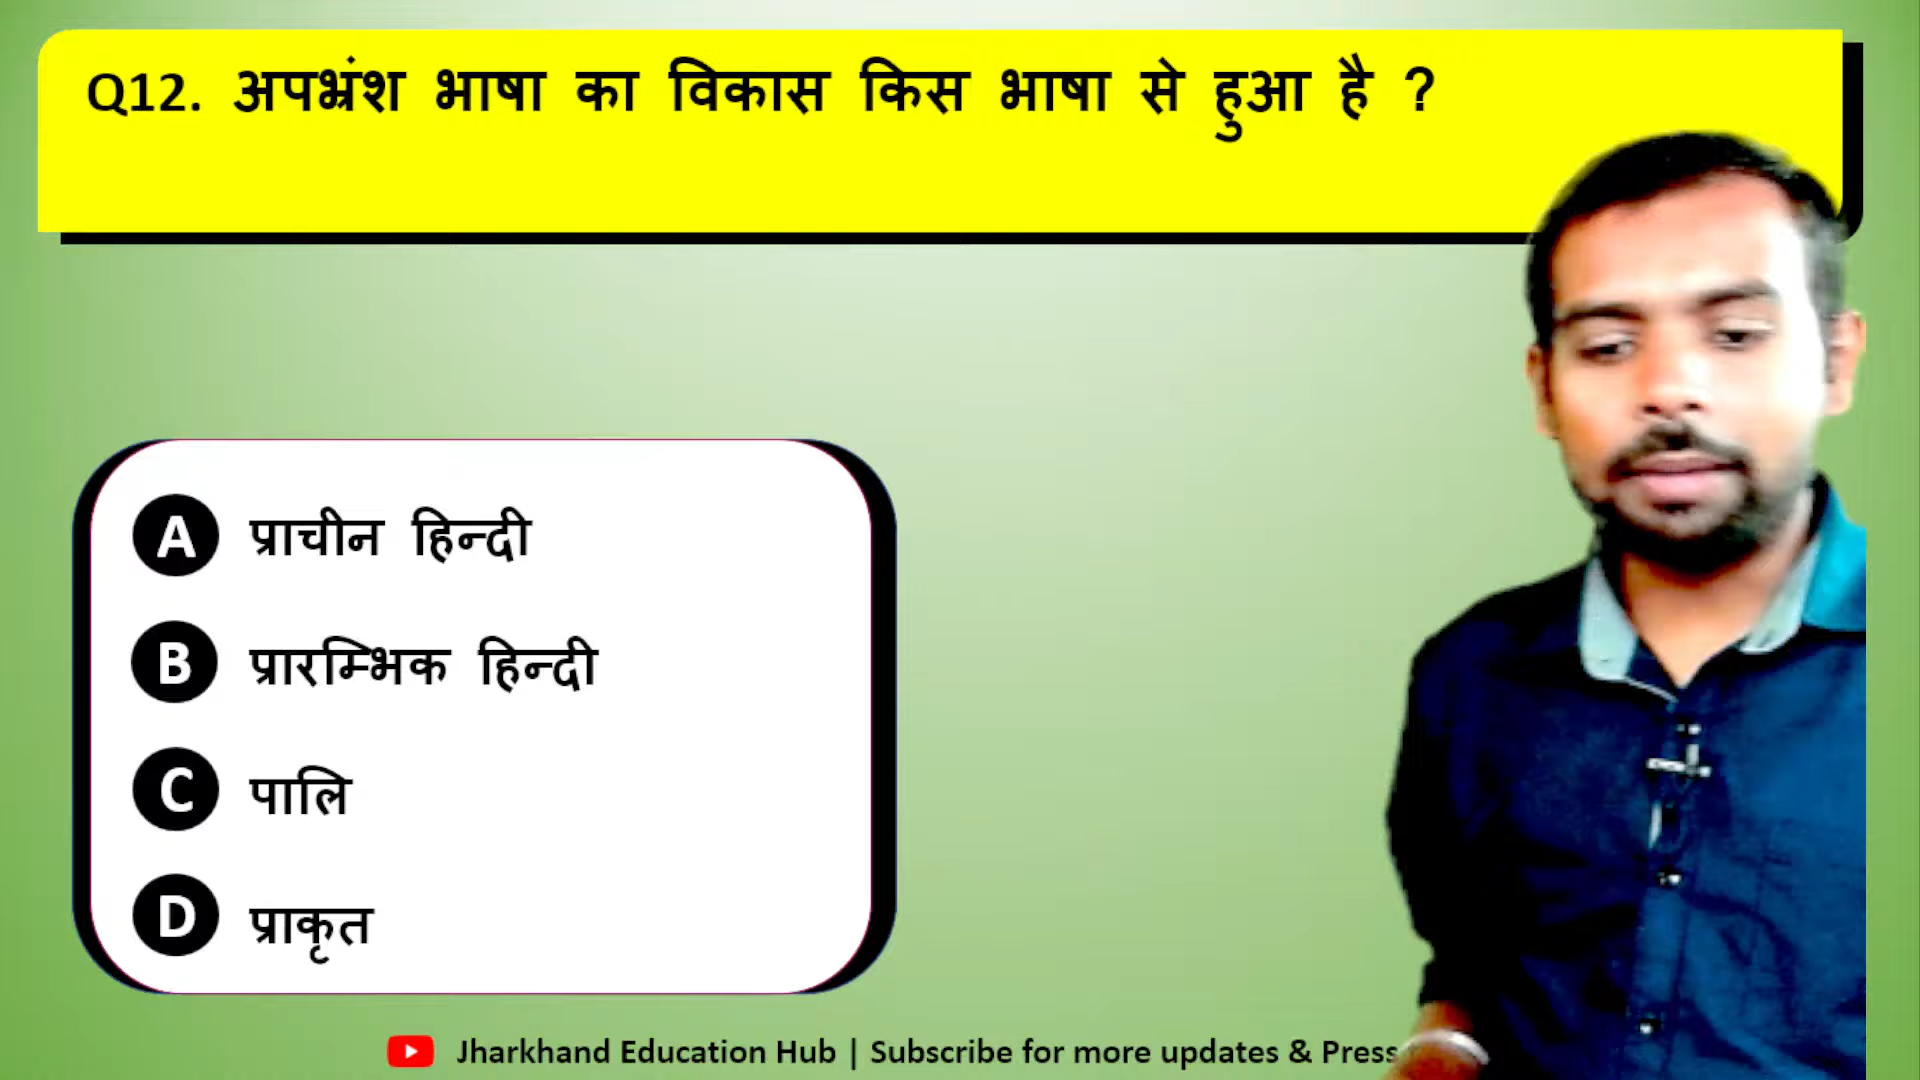 Q12. अपभ्रंश भाषा का विकास किस भाषा से हुआ है ?
A प्राचीन हिन्दी
B प्रारम्भिक हिन्दी
C पालि
D प्राकृत
Jharkhand Education Hub | Subscribe for more updates & Press